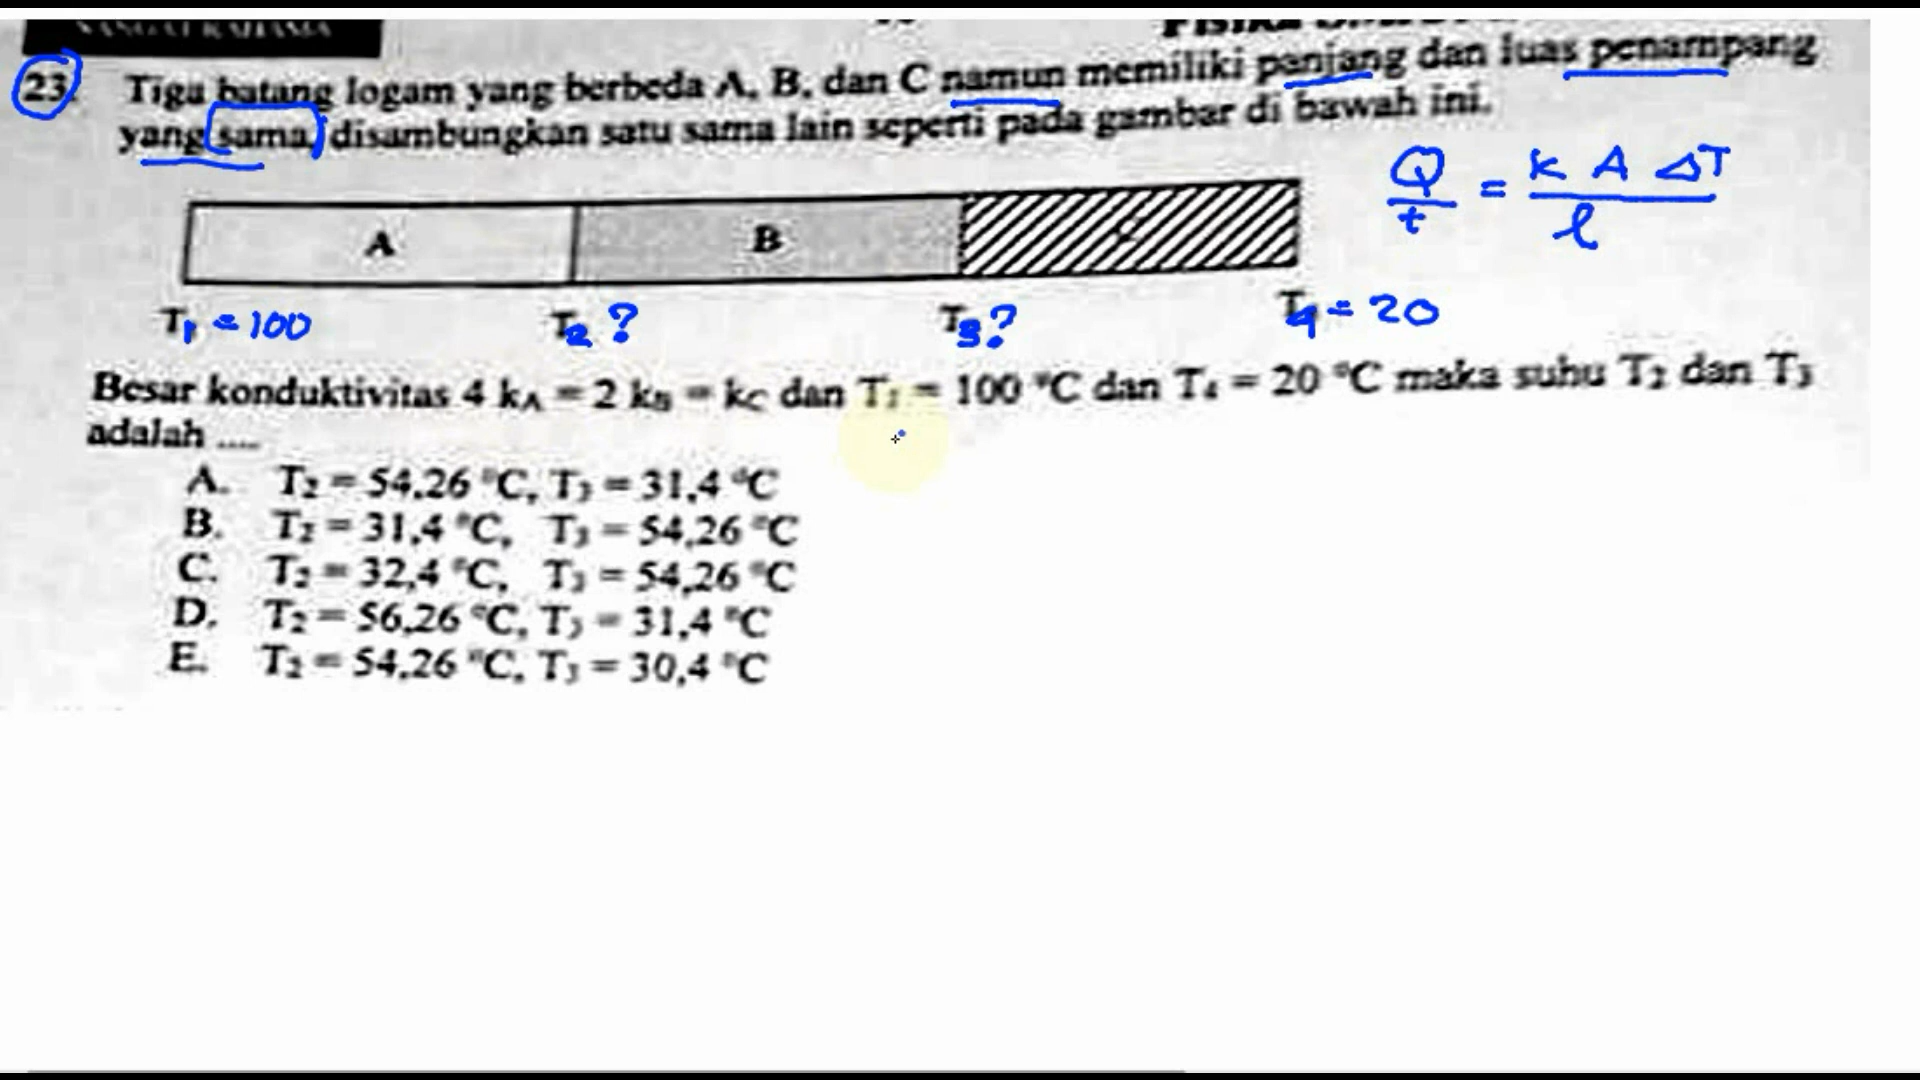 23. Tiga batang logam yang berbeda A, B, dan C namun memiliki panjang dan luas penampang
yang sama, disambungkan satu sama lain seperti pada gambar di bawah ini.
Q/t = k A ΔT / l
A B
T1 = 100 T2 ? T3 ? T4 = 20
Besar konduktivitas 4 kA = 2 kB = kC dan T1 = 100 °C dan T4 = 20 °C maka suhu T2 dan T3
adalah ....
A. T2 = 54,26 °C, T3 = 31,4 °C
B. T2 = 31,4 °C, T3 = 54,26 °C
C. T2 = 32,4 °C, T3 = 54,26 °C
D. T2 = 56,26 °C, T3 = 31,4 °C
E. T2 = 54,26 °C, T3 = 30,4 °C